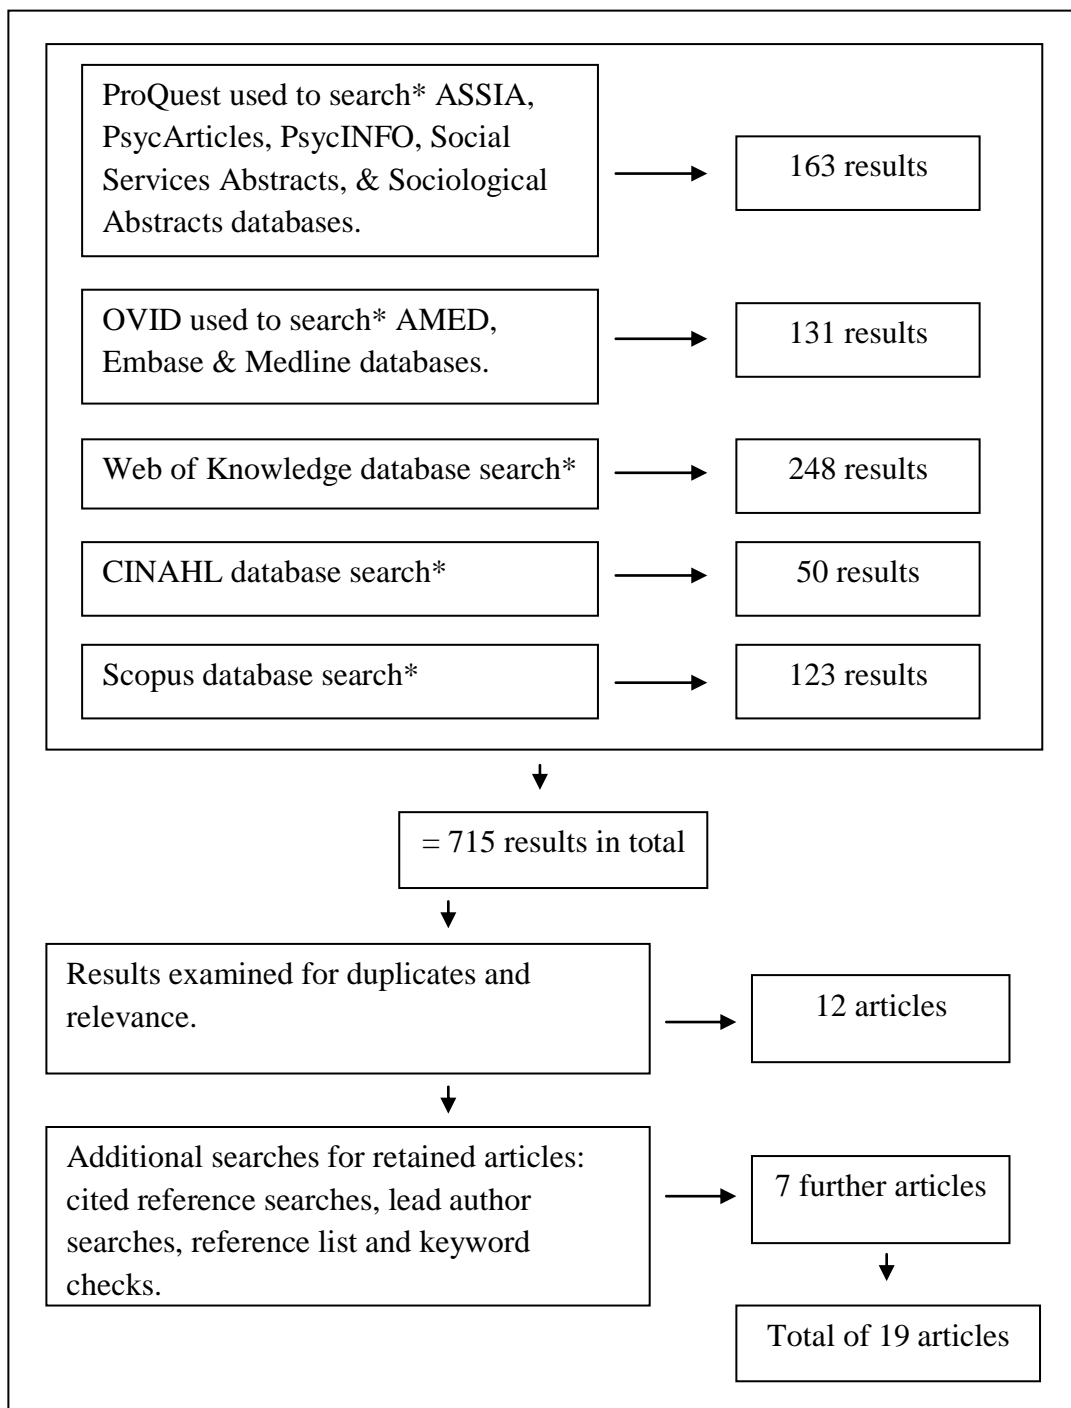 ProQuest used to search* ASSIA,
PsycArticles, PsycINFO, Social
Services Abstracts, & Sociological
Abstracts databases.
163 results
OVID used to search* AMED,
Embase & Medline databases.
131 results
Web of Knowledge database search*
248 results
CINAHL database search*
50 results
Scopus database search*
123 results
= 715 results in total
Results examined for duplicates and
relevance.
12 articles
Additional searches for retained articles:
cited reference searches, lead author
searches, reference list and keyword
checks.
7 further articles
Total of 19 articles